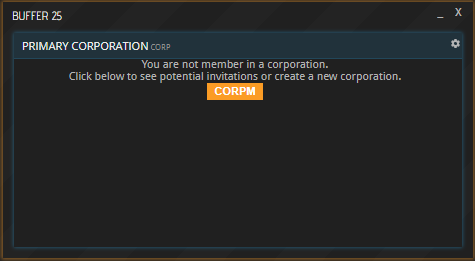 BUFFER 25
_ X
PRIMARY CORPORATION CORP
You are not member in a corporation.
Click below to see potential invitations or create a new corporation.
CORPM